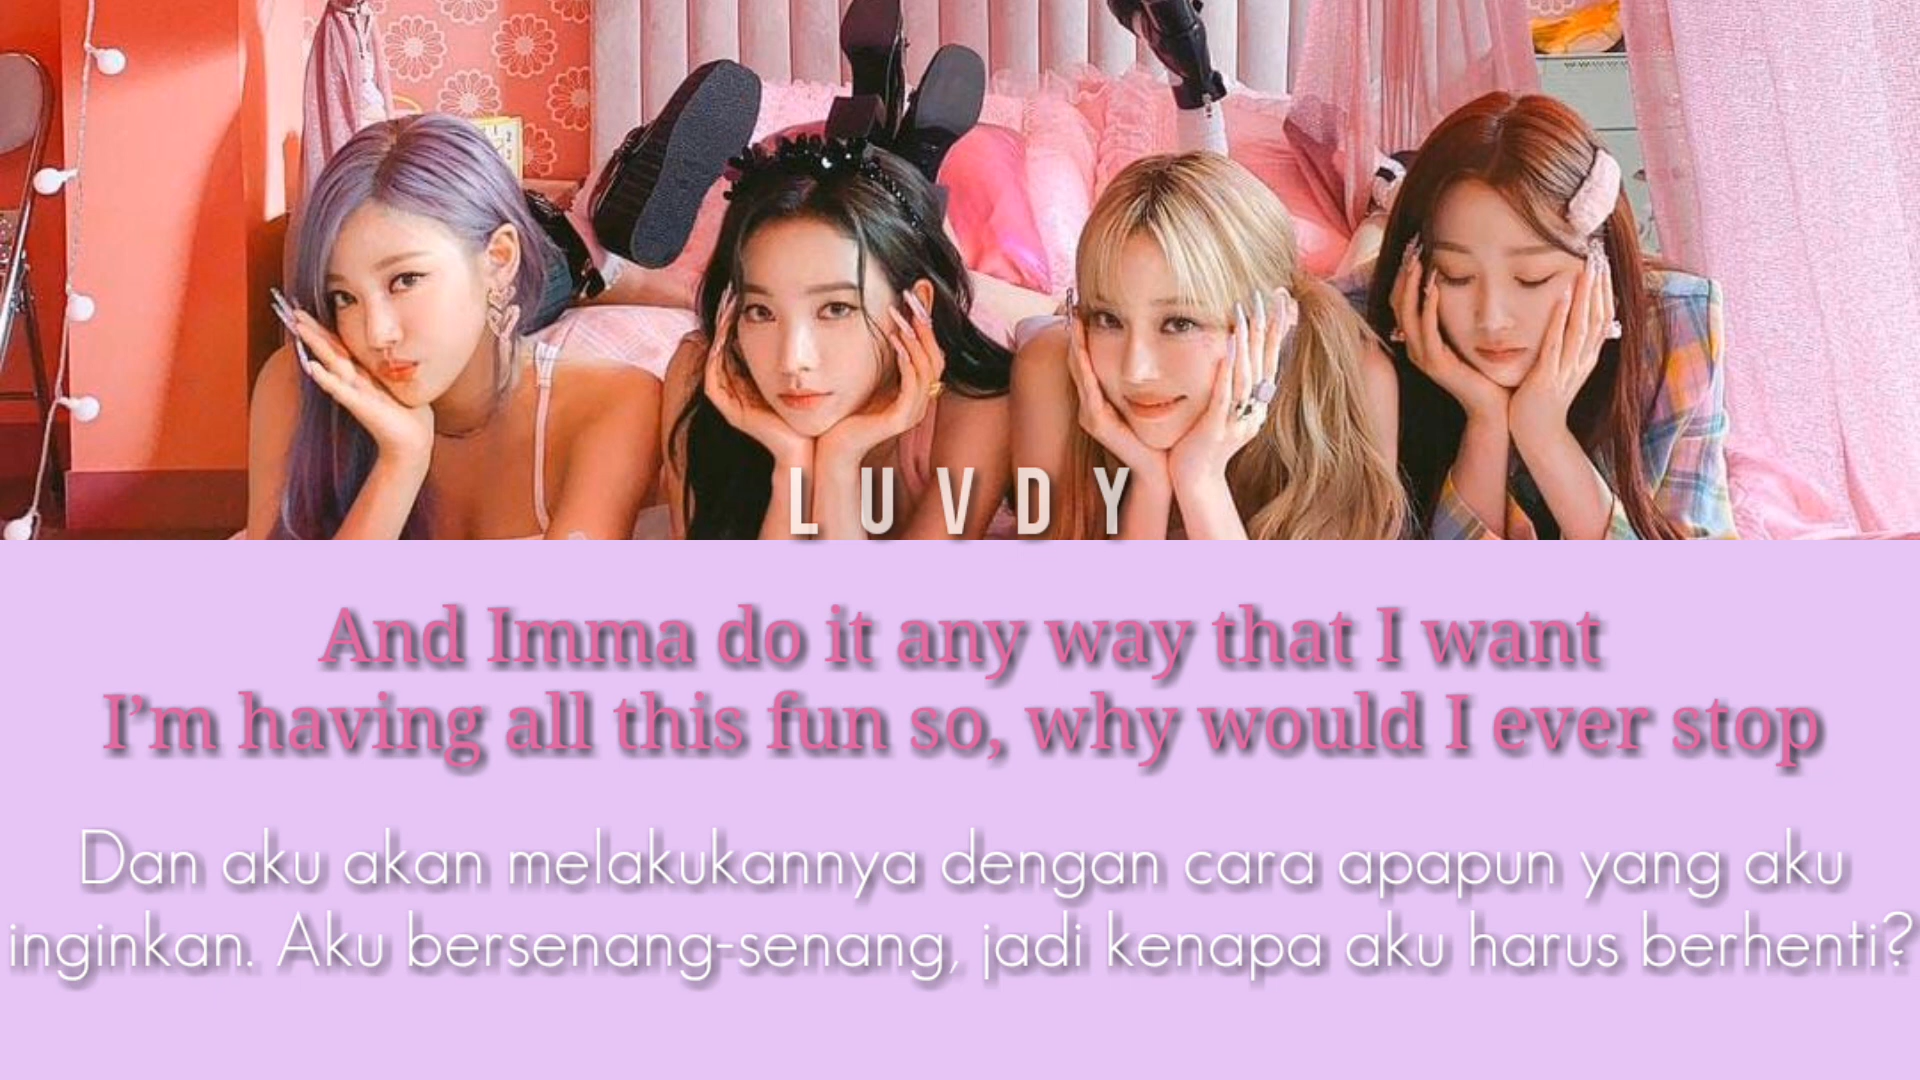 LUVDY
And Imma do it any way that I want
I’m having all this fun so, why would I ever stop
Dan aku akan melakukannya dengan cara apapun yang aku
inginkan. Aku bersenang-senang, jadi kenapa aku harus berhenti?